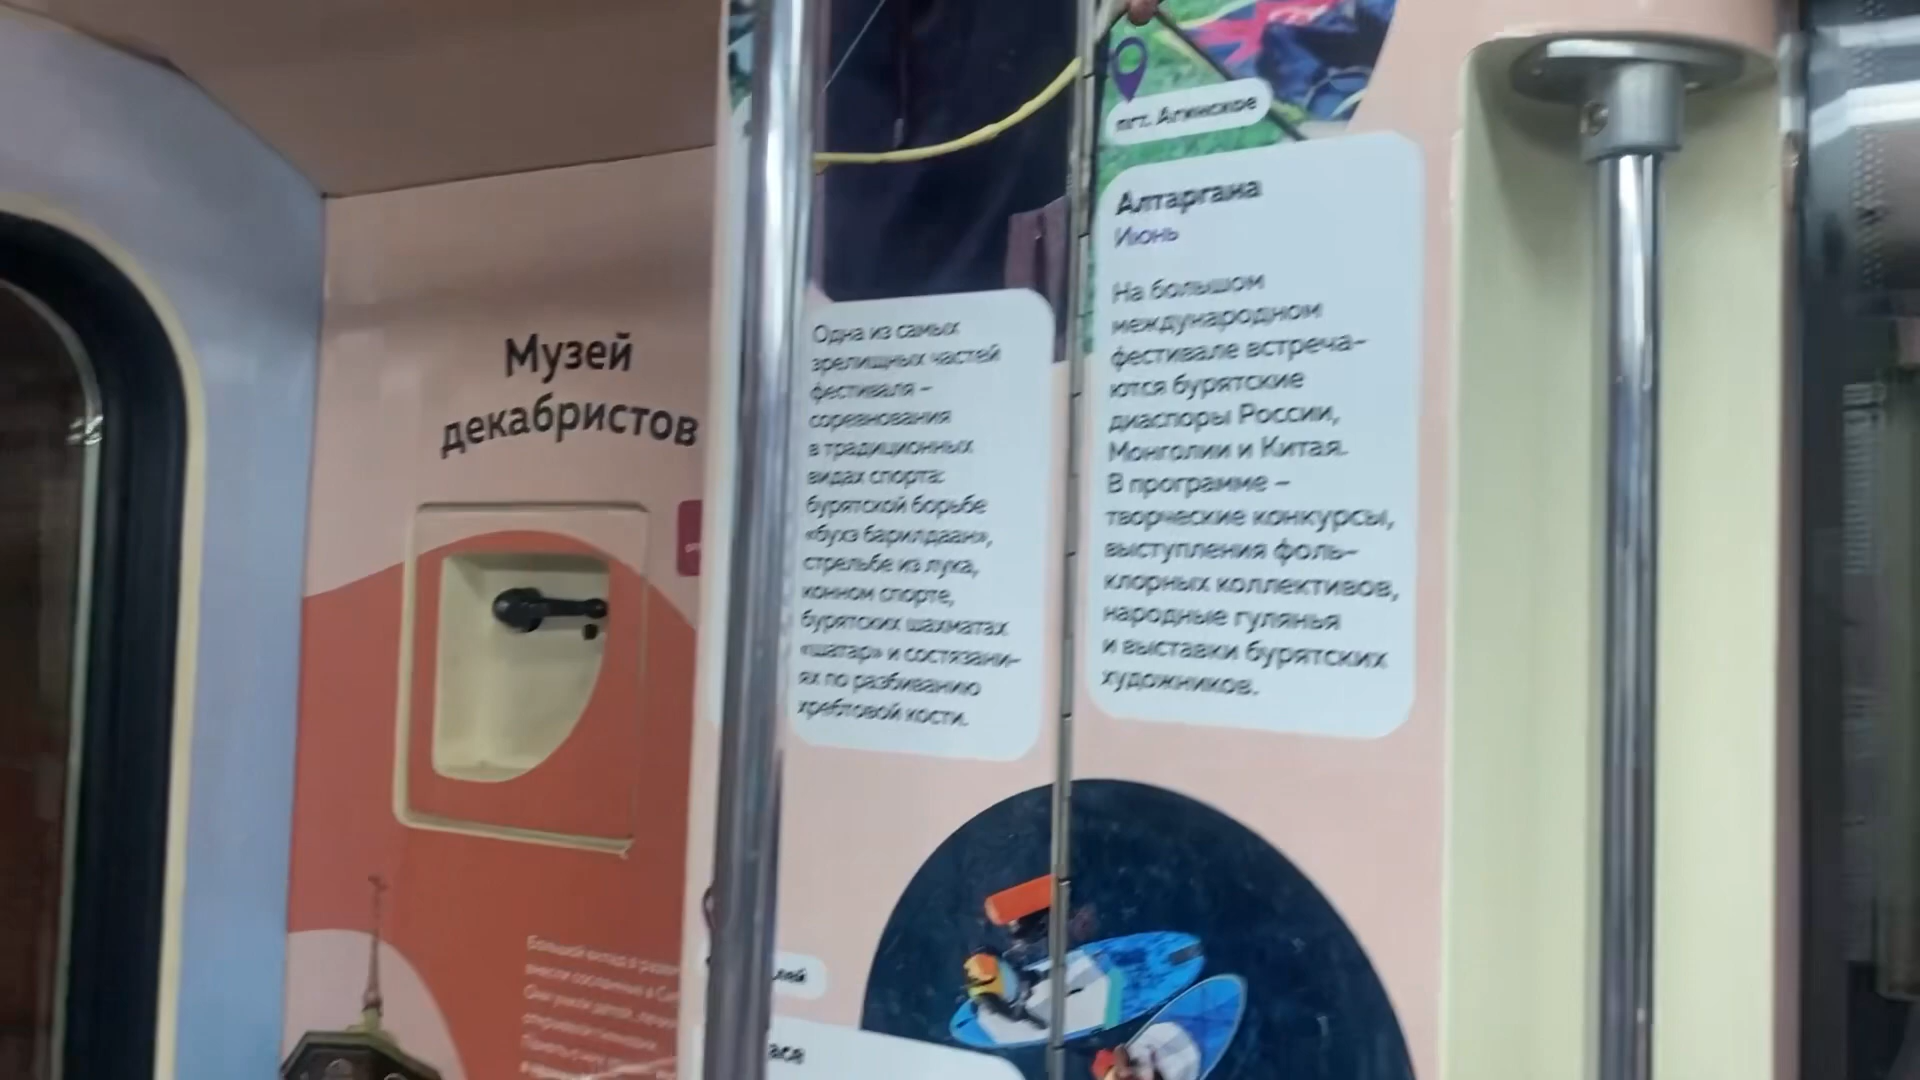 Музей
декабристов
Одна из самых
зрелищных частей
фестиваля –
соревнования
в традиционных
видах спорта:
бурятской борьбе
«бухэ барилдаан»,
стрельбе из лука,
конном спорте,
бурятских шахматах
«шатар» и состязани-
ях по разбиванию
хребтовой кости.
пгт. Агинское
Алтаргана
Июнь
На большом
международном
фестивале встреча-
ются бурятские
диаспоры России,
Монголии и Китая.
В программе –
творческие конкурсы,
выступления фоль-
клорных коллективов,
народные гулянья
и выставки бурятских
художников.
Большой вклад в